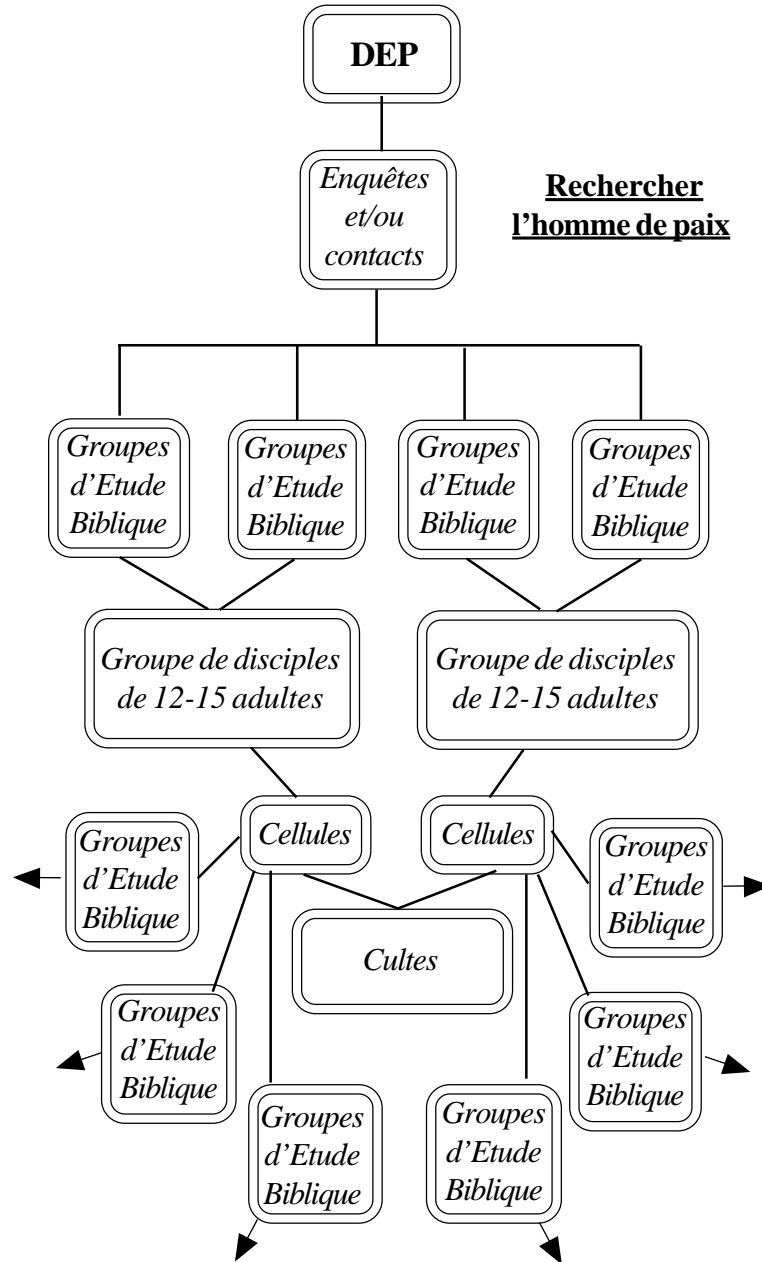 DEP
Enquêtes
et/ou
contacts
Rechercher
l’homme de paix
Groupes
d’Etude
Biblique
Groupes
d’Etude
Biblique
Groupes
d’Etude
Biblique
Groupes
d’Etude
Biblique
Groupe de disciples
de 12-15 adultes
Groupe de disciples
de 12-15 adultes
Cellules
Cellules
Groupes
d’Etude
Biblique
Groupes
d’Etude
Biblique
Cultes
Groupes
d’Etude
Biblique
Groupes
d’Etude
Biblique
Groupes
d’Etude
Biblique
Groupes
d’Etude
Biblique